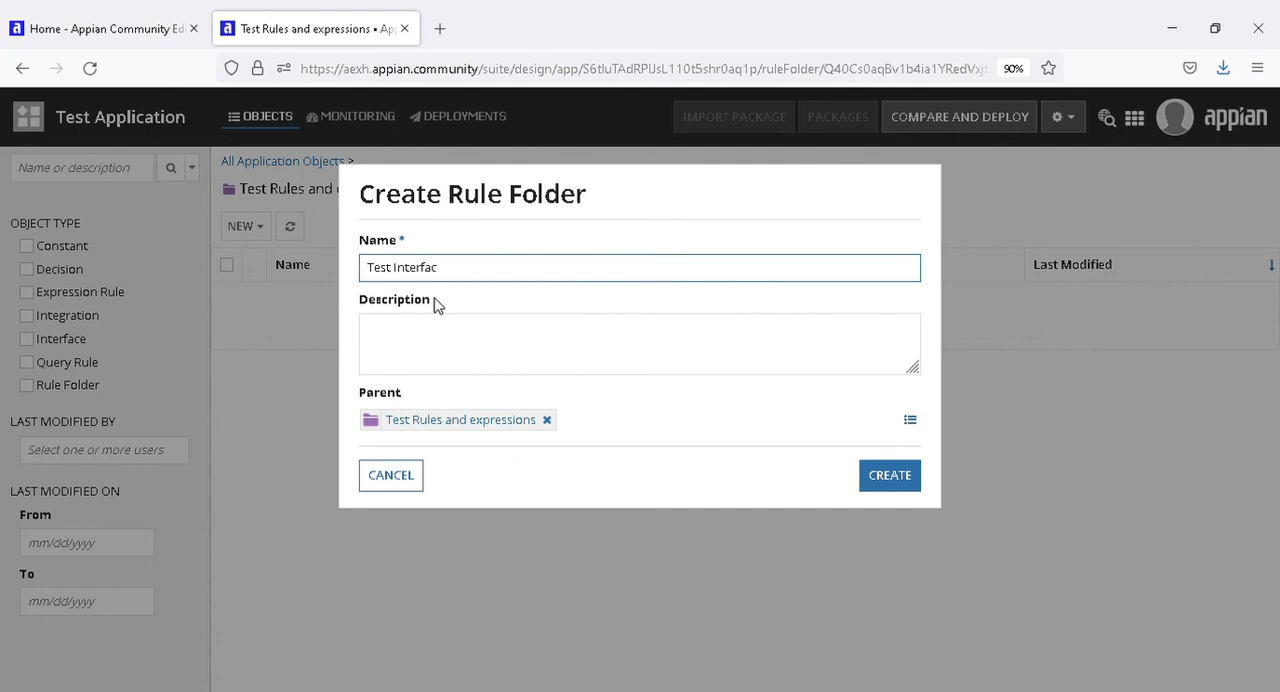 Home - Appian Community Edi
Test Rules and expressions • App
https://aexh.appian.community/suite/design/app/S6tluTAdRPIJsL110t5shr0aq1p/ruleFolder/Q40Cs0aqBv1b4ia1YRedVxjt
90%
Test Application
OBJECTS
MONITORING
DEPLOYMENTS
IMPORT PACKAGE
PACKAGES
COMPARE AND DEPLOY
appian
Name or description
All Application Objects >
Test Rules and
NEW
OBJECT TYPE
Constant
Decision
Expression Rule
Integration
Interface
Query Rule
Rule Folder
LAST MODIFIED BY
Select one or more users
LAST MODIFIED ON
From
mm/dd/yyyy
To
mm/dd/yyyy
Name
Last Modified
Create Rule Folder
Name *
Test Interfac
Description
Parent
Test Rules and expressions
CANCEL
CREATE